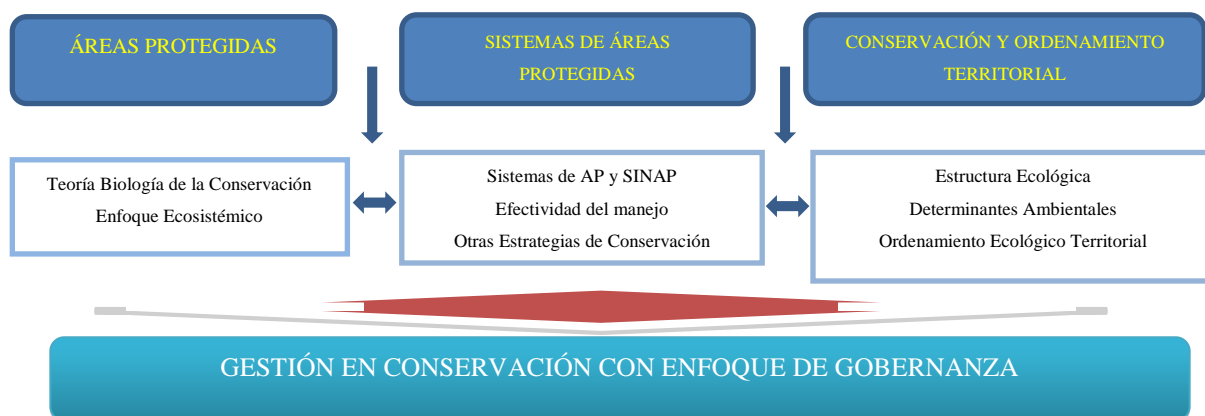 ÁREAS PROTEGIDAS
SISTEMAS DE ÁREAS
PROTEGIDAS
CONSERVACIÓN Y ORDENAMIENTO
TERRITORIAL
Teoría Biología de la Conservación
Enfoque Ecosistémico
Sistemas de AP y SINAP
Efectividad del manejo
Otras Estrategias de Conservación
Estructura Ecológica
Determinantes Ambientales
Ordenamiento Ecológico Territorial
GESTIÓN EN CONSERVACIÓN CON ENFOQUE DE GOBERNANZA